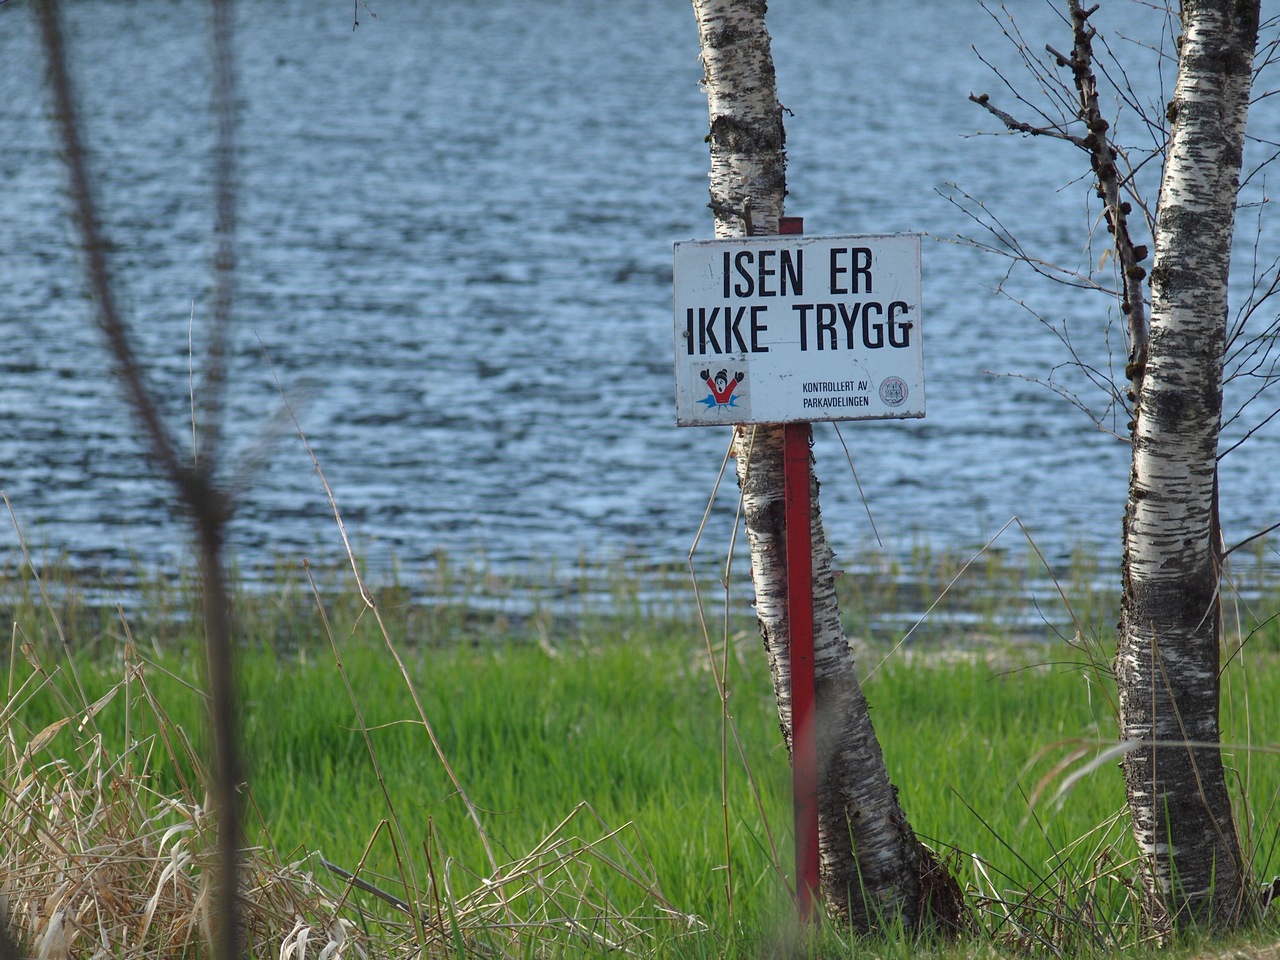 ISEN ER
IKKE TRYGG
KONTROLLERT AV
PARKAVDELINGEN